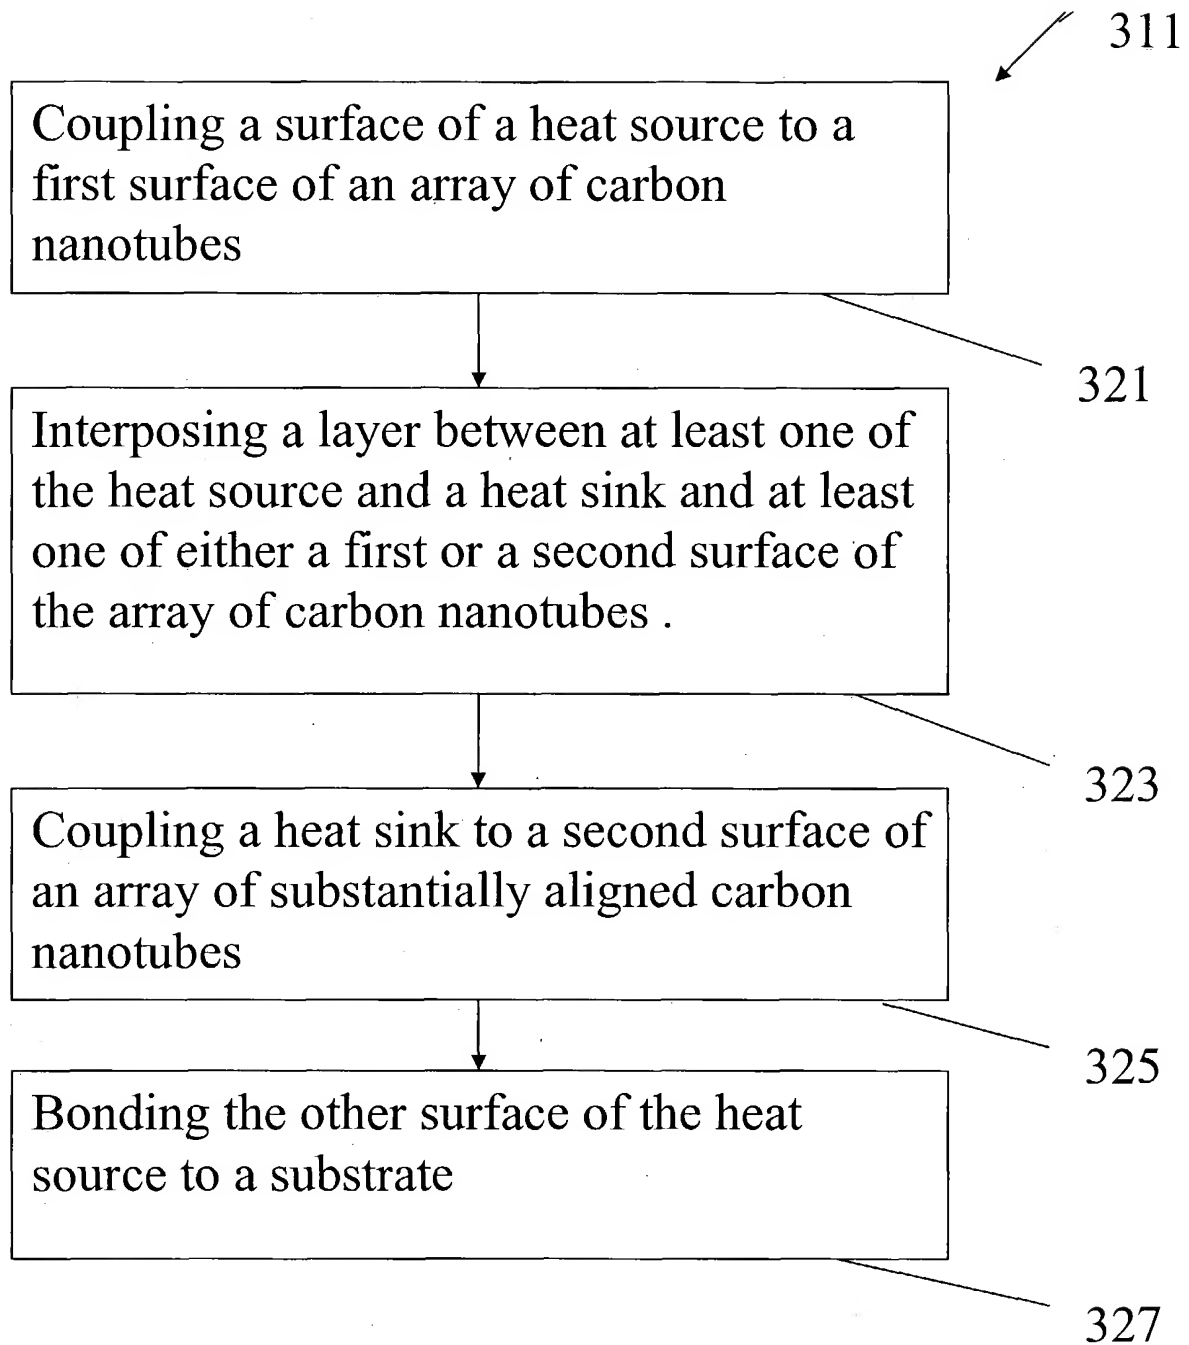 311
Coupling a surface of a heat source to a
first surface of an array of carbon
nanotubes
321
Interposing a layer between at least one of
the heat source and a heat sink and at least
one of either a first or a second surface of
the array of carbon nanotubes .
323
Coupling a heat sink to a second surface of
an array of substantially aligned carbon
nanotubes
325
Bonding the other surface of the heat
source to a substrate
327